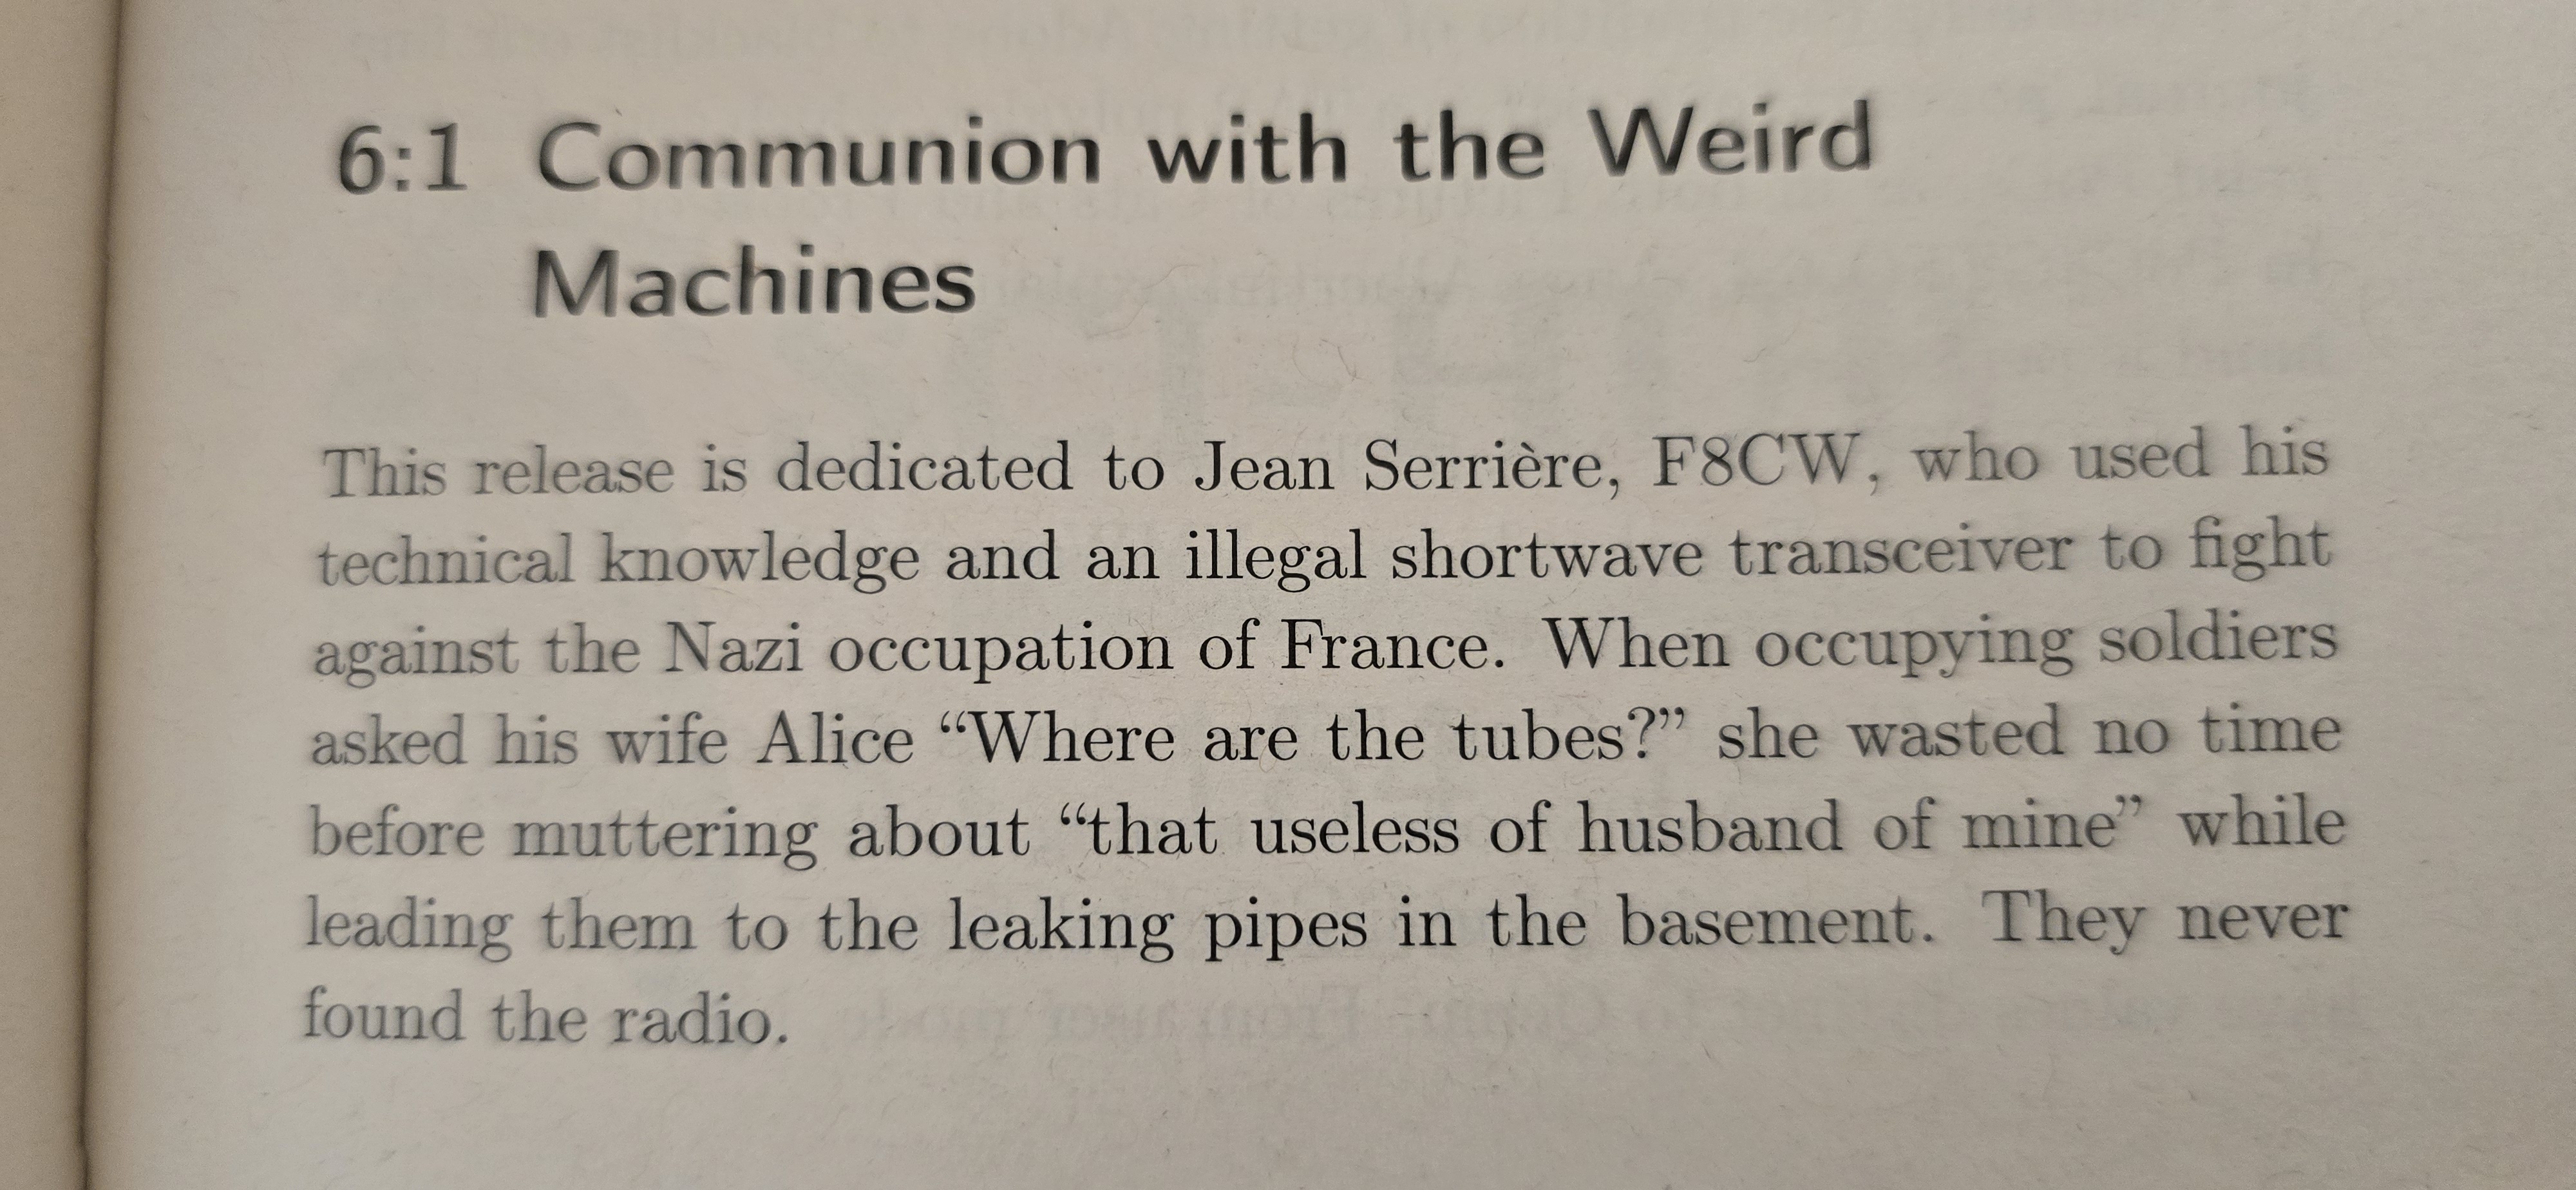 6:1 Communion with the Weird
Machines
This release is dedicated to Jean Serrière, F8CW, who used his
technical knowledge and an illegal shortwave transceiver to fight
against the Nazi occupation of France. When occupying soldiers
asked his wife Alice “Where are the tubes?” she wasted no time
before muttering about “that useless of husband of mine” while
leading them to the leaking pipes in the basement. They never
found the radio.